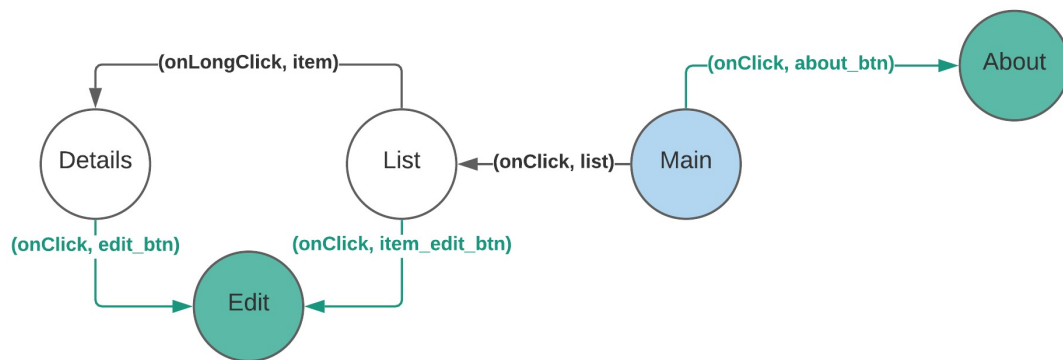 (onLongClick, item)
(onClick, about_btn)
About
Details
List
(onClick, list)
Main
(onClick, edit_btn)
(onClick, item_edit_btn)
Edit